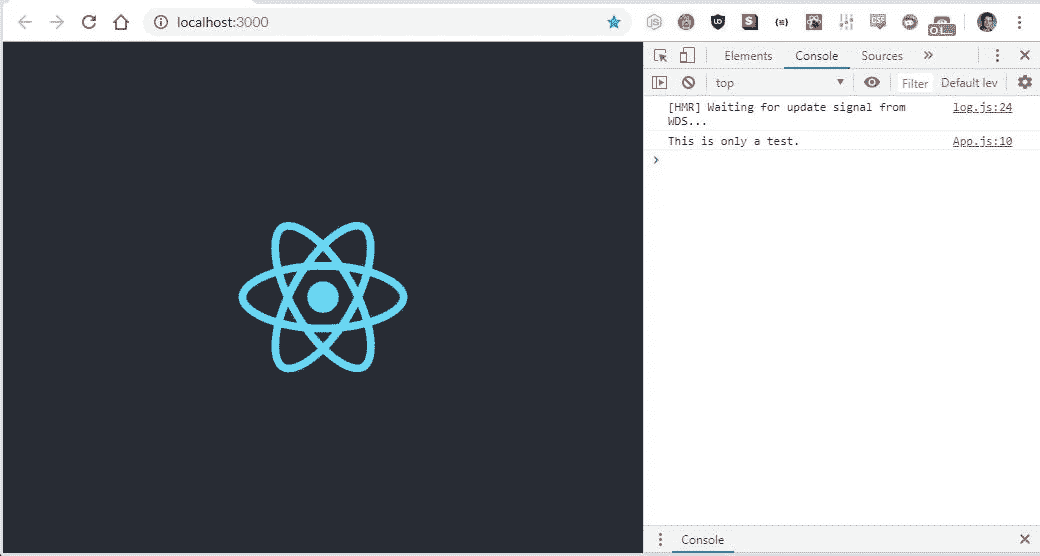 localhost:3000
Elements Console Sources
top Filter Default lev
[HMR] Waiting for update signal from log.js:24
WDS...
This is only a test. App.js:10
Console